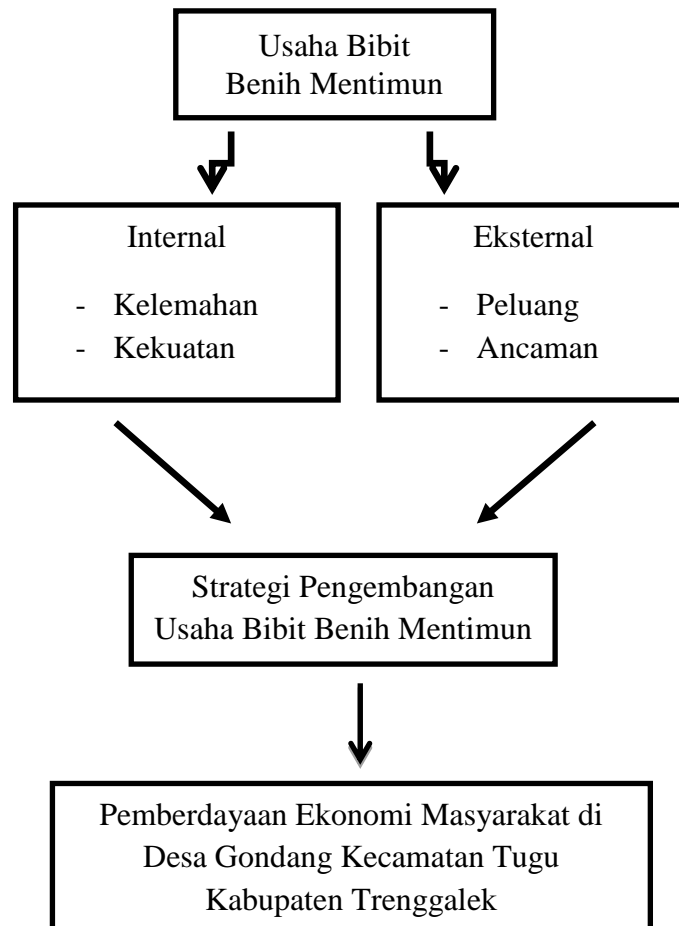 Usaha Bibit
Benih Mentimun
Internal
- Kelemahan
- Kekuatan
Eksternal
- Peluang
- Ancaman
Strategi Pengembangan
Usaha Bibit Benih Mentimun
Pemberdayaan Ekonomi Masyarakat di
Desa Gondang Kecamatan Tugu
Kabupaten Trenggalek